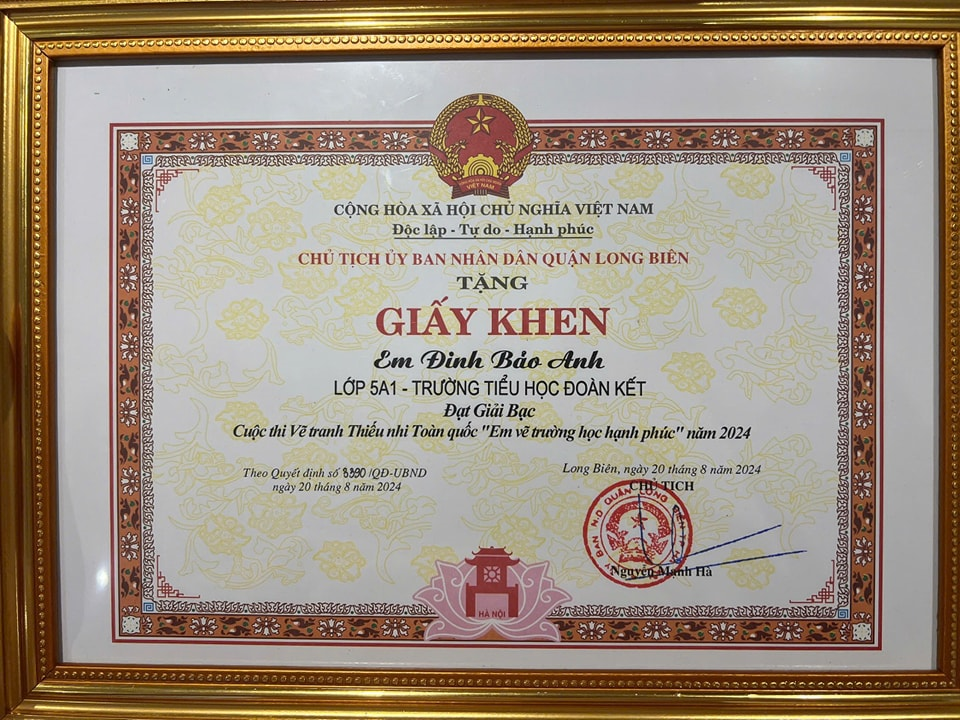 VIỆT NAM
CỘNG HÒA XÃ HỘI CHỦ NGHĨA VIỆT NAM
Độc lập - Tự do - Hạnh phúc
CHỦ TỊCH ỦY BAN NHÂN DÂN QUẬN LONG BIÊN
TẶNG
GIẤY KHEN
Em Đinh Bảo Anh
LỚP 5A1 - TRƯỜNG TIỂU HỌC ĐOÀN KẾT
Đạt Giải Bạc
Cuộc thi Vẽ tranh Thiếu nhi Toàn quốc "Em vẽ trường học hạnh phúc" năm 2024
Theo Quyết định số /QĐ-UBND
ngày 20 tháng 8 năm 2024
Long Biên, ngày 20 tháng 8 năm 2024
CHỦ TỊCH
BAN N.D QUẬN LONG
Nguyễn Mạnh Hà
HÀ NỘI